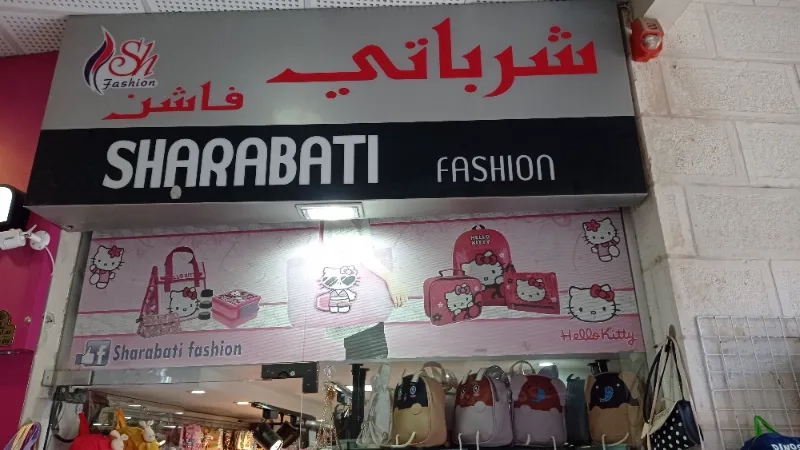 Sh
Fashion
شرباتي
فاشن
SHARABATI FASHION
HELLO KITTY
Hello Kitty
f Sharabati fashion